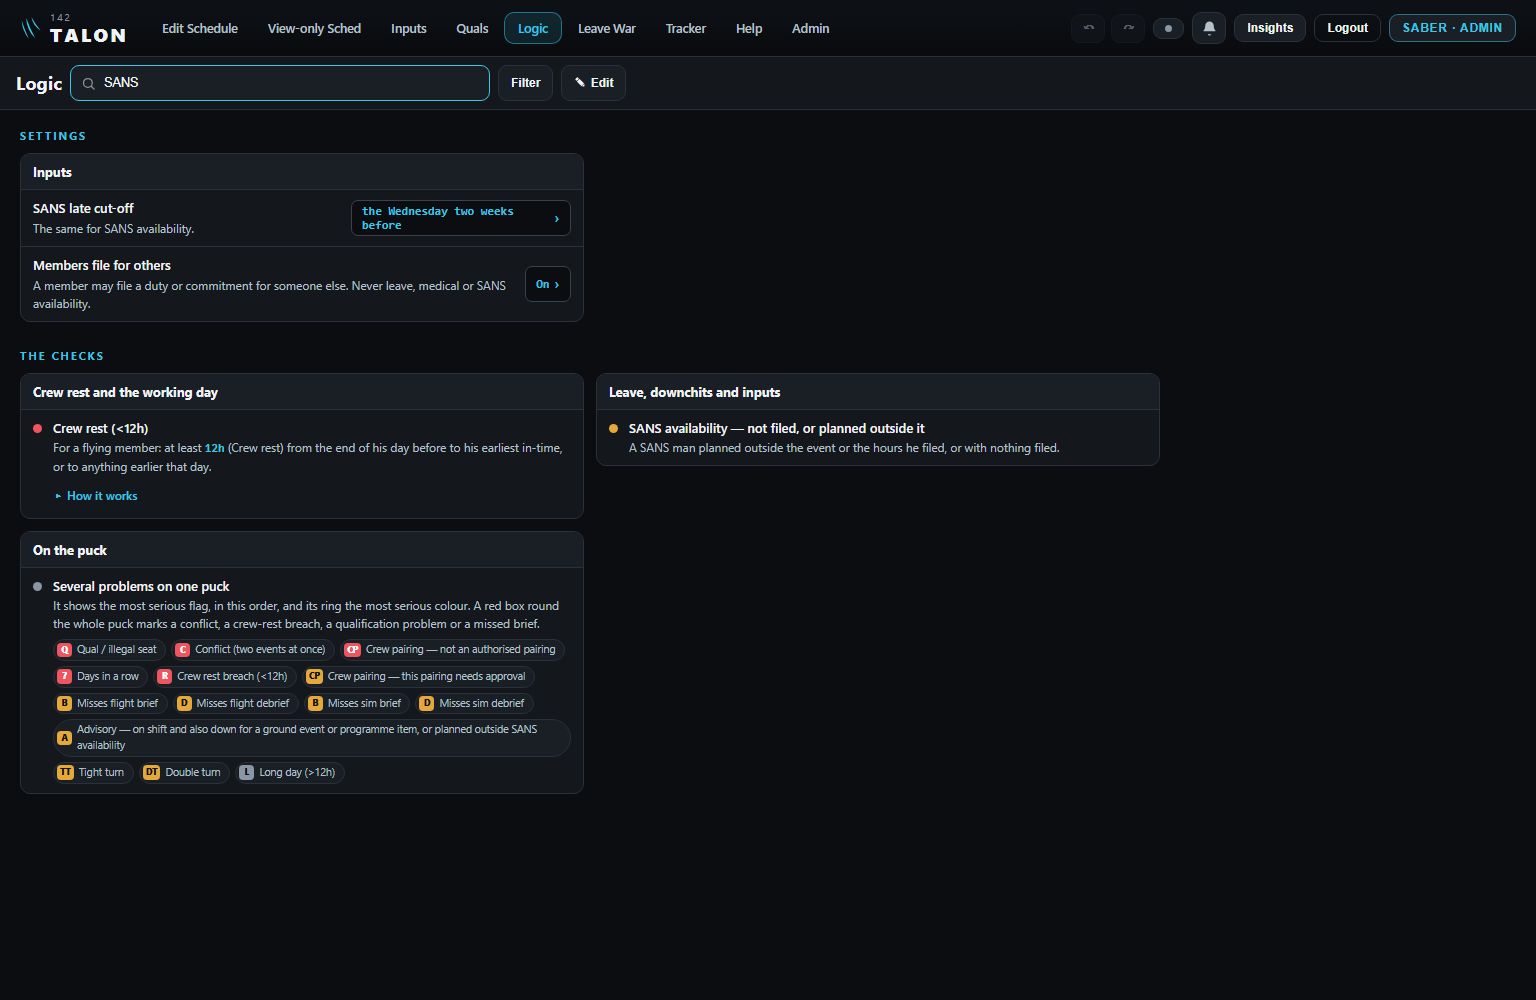 142
TALON
Edit Schedule
View-only Sched
Inputs
Quals
Logic
Leave War
Tracker
Help
Admin
Insights
Logout
SABER · ADMIN
Logic
SANS
Filter
✎ Edit
SETTINGS
Inputs
SANS late cut-off
The same for SANS availability.
the Wednesday two weeks
before ›
Members file for others
A member may file a duty or commitment for someone else. Never leave, medical or SANS
availability.
On ›
THE CHECKS
Crew rest and the working day
Crew rest (<12h)
For a flying member: at least 12h (Crew rest) from the end of his day before to his earliest in-time,
or to anything earlier that day.
▸ How it works
Leave, downchits and inputs
SANS availability — not filed, or planned outside it
A SANS man planned outside the event or the hours he filed, or with nothing filed.
On the puck
Several problems on one puck
It shows the most serious flag, in this order, and its ring the most serious colour. A red box round
the whole puck marks a conflict, a crew-rest breach, a qualification problem or a missed brief.
Q Qual / illegal seat
C Conflict (two events at once)
CP Crew pairing — not an authorised pairing
7 Days in a row
R Crew rest breach (<12h)
CP Crew pairing — this pairing needs approval
B Misses flight brief
D Misses flight debrief
B Misses sim brief
D Misses sim debrief
A Advisory — on shift and also down for a ground event or programme item, or planned outside SANS
availability
TT Tight turn
DT Double turn
L Long day (>12h)